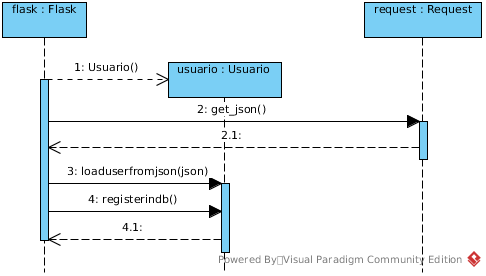 flask : Flask
request : Request
1: Usuario()
usuario : Usuario
2: get_json()
2.1:
3: loaduserfromjson(json)
4: registerindb()
4.1:
Powered By Visual Paradigm Community Edition